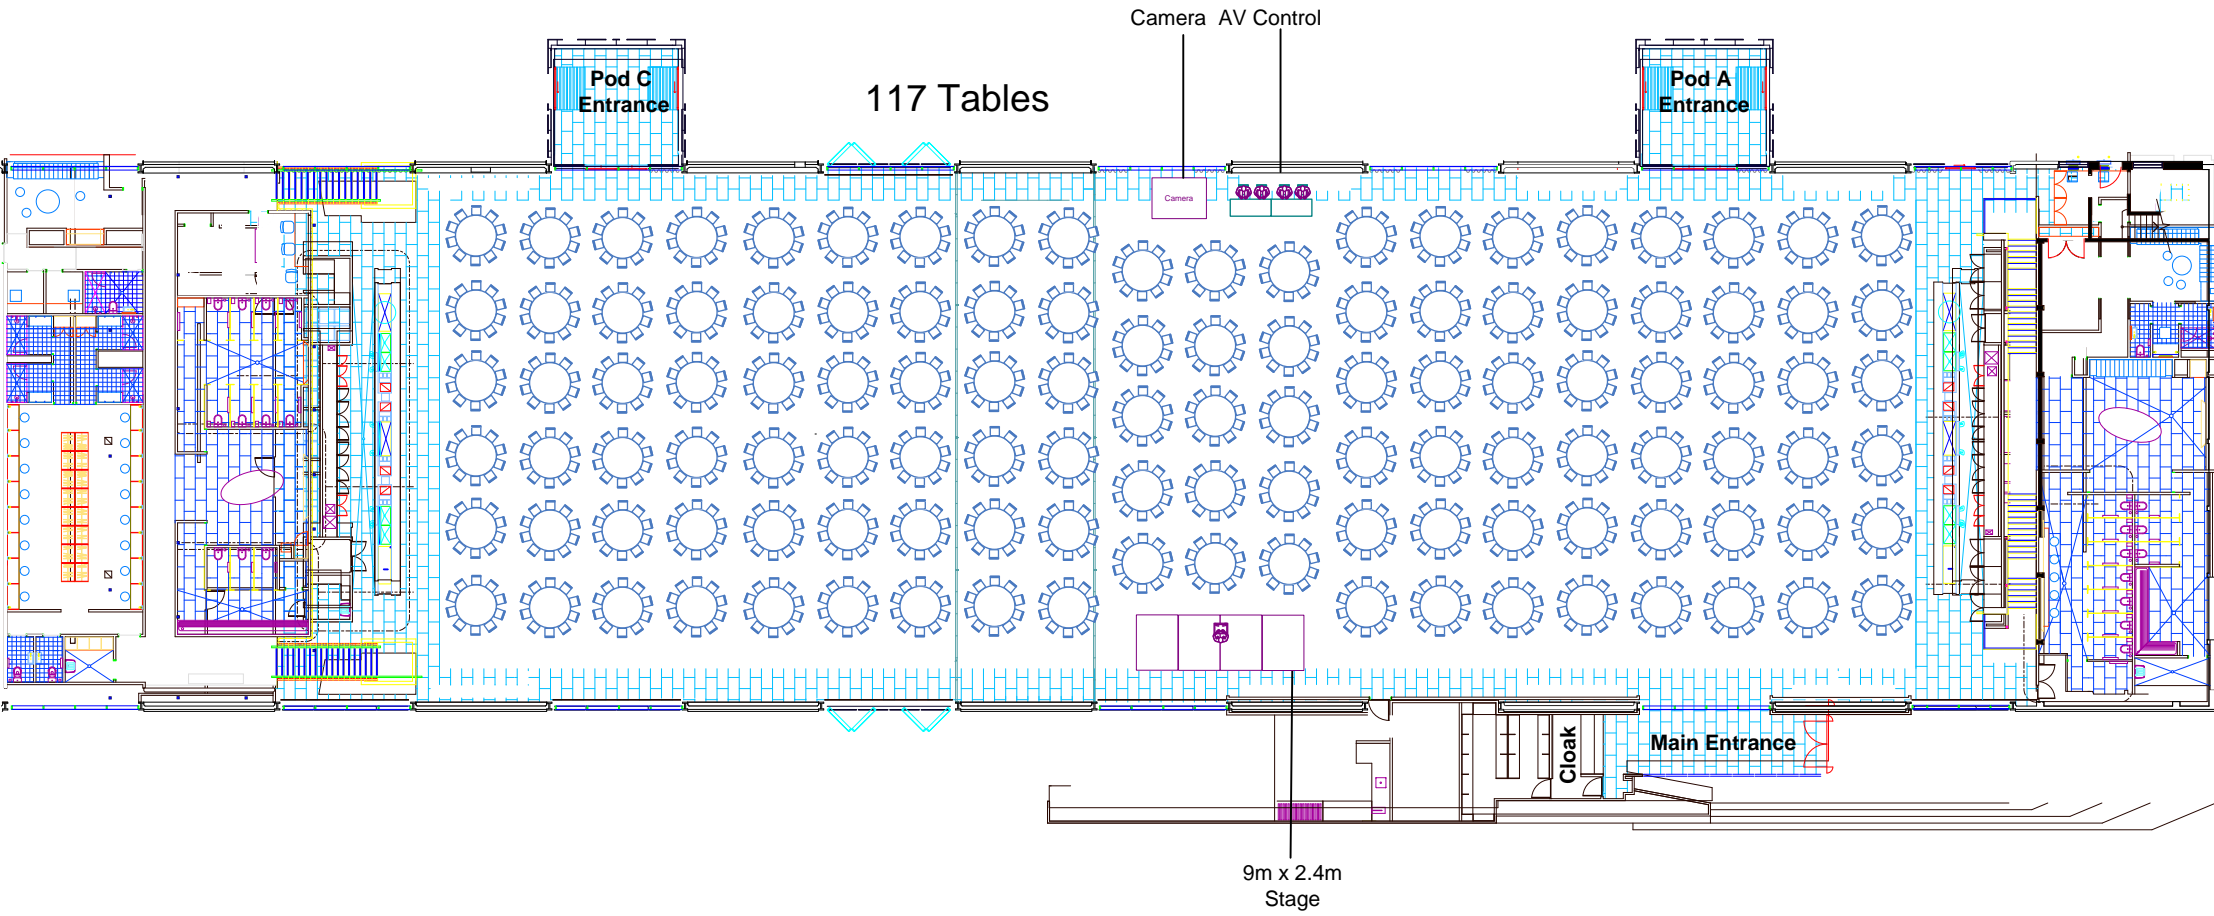 Camera AV Control
Pod C
Entrance
117 Tables
Pod A
Entrance
Camera
Cloak
Main Entrance
9m x 2.4m
Stage